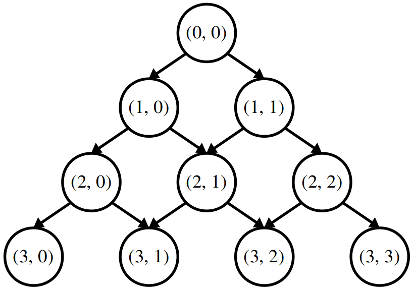 (0, 0)
(1, 0) (1, 1)
(2, 0) (2, 1) (2, 2)
(3, 0) (3, 1) (3, 2) (3, 3)